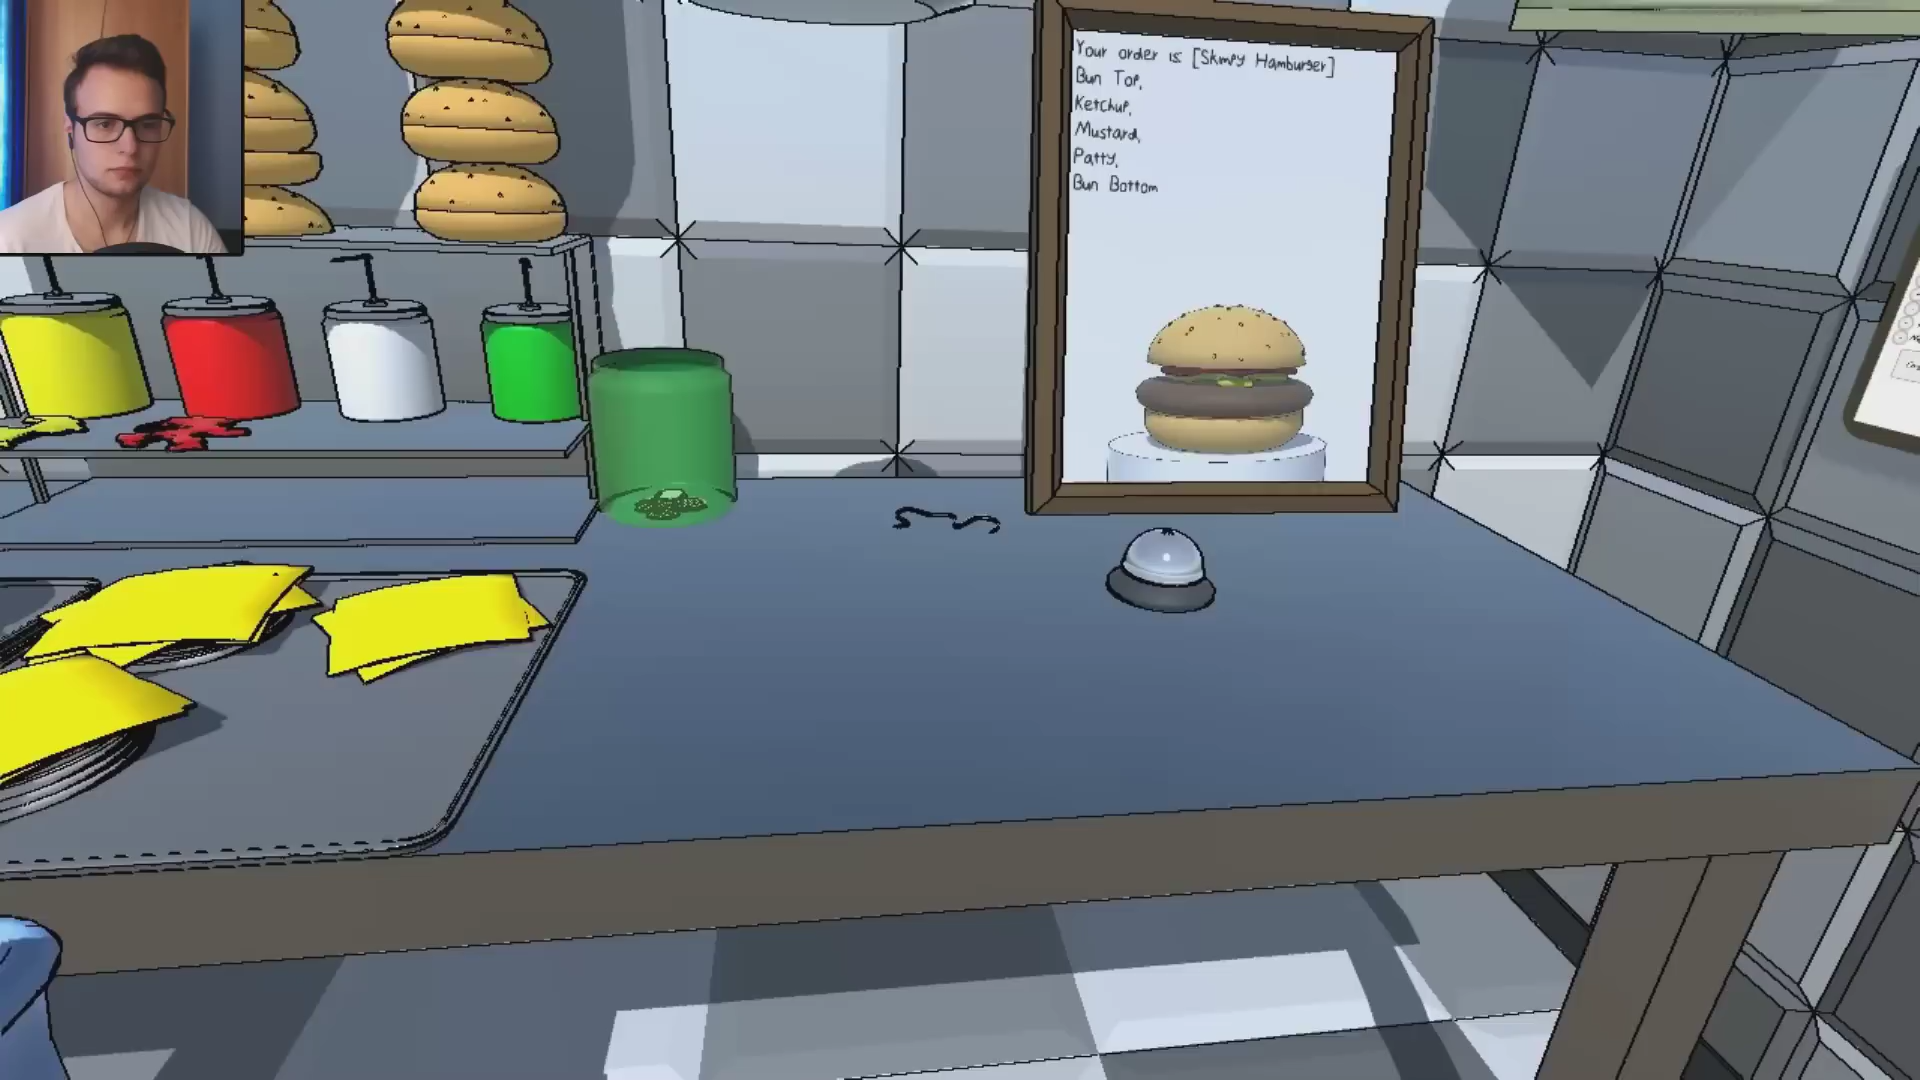 Your order is [Skimpy Hamburger]
Bun Top,
Ketchup,
Mustard,
Patty,
Bun Bottom